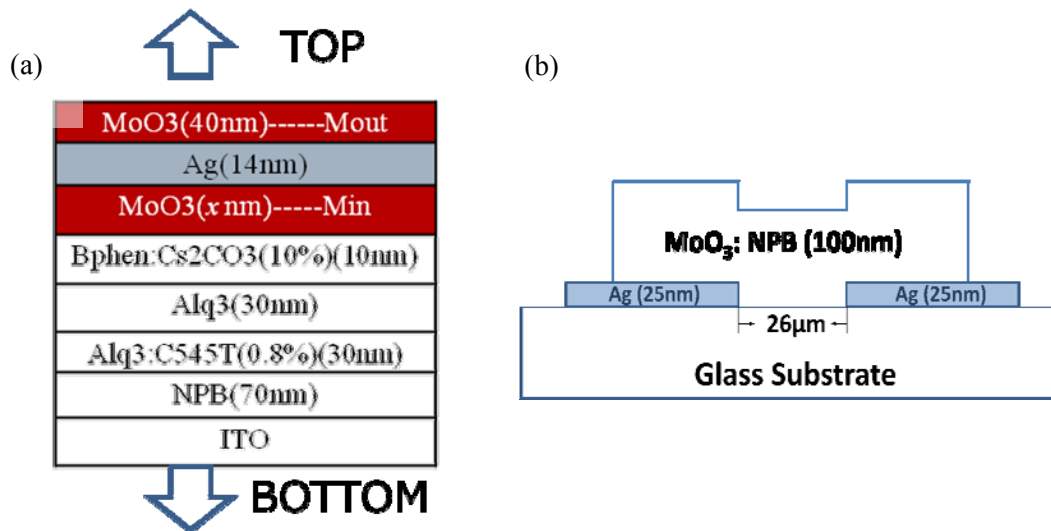 (a)
TOP
MoO3(40nm)------Mout
Ag(14nm)
MoO3(x nm)-----Min
Bphen:Cs2CO3(10%)(10nm)
Alq3(30nm)
Alq3:C545T(0.8%)(30nm)
NPB(70nm)
ITO
BOTTOM
(b)
MoO₃: NPB (100nm)
Ag (25nm)
Ag (25nm)
26μm
Glass Substrate